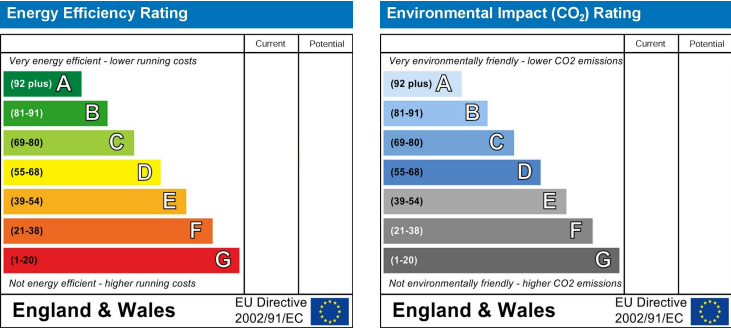 Energy Efficiency Rating
Current Potential
Very energy efficient - lower running costs
(92 plus) A
(81-91) B
(69-80) C
(55-68) D
(39-54) E
(21-38) F
(1-20) G
Not energy efficient - higher running costs
England & Wales
EU Directive
2002/91/EC
Environmental Impact (CO₂) Rating
Current Potential
Very environmentally friendly - lower CO2 emissions
(92 plus) A
(81-91) B
(69-80) C
(55-68) D
(39-54) E
(21-38) F
(1-20) G
Not environmentally friendly - higher CO2 emissions
England & Wales
EU Directive
2002/91/EC